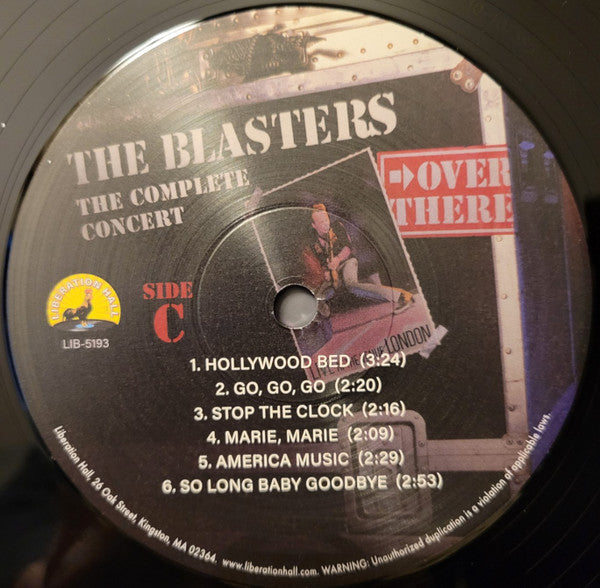 THE BLASTERS
THE COMPLETE
CONCERT
→OVER
THERE
LIBERATION HALL
LIB-5193
SIDE
C
LONDON
1. HOLLYWOOD BED (3:24)
2. GO, GO, GO (2:20)
3. STOP THE CLOCK (2:16)
4. MARIE, MARIE (2:09)
5. AMERICA MUSIC (2:29)
6. SO LONG BABY GOODBYE (2:53)
Liberation Hall, 26 Oak Street, Kingston, MA 02364. www.liberationhall.com. WARNING: Unauthorized duplication is a violation of applicable laws.